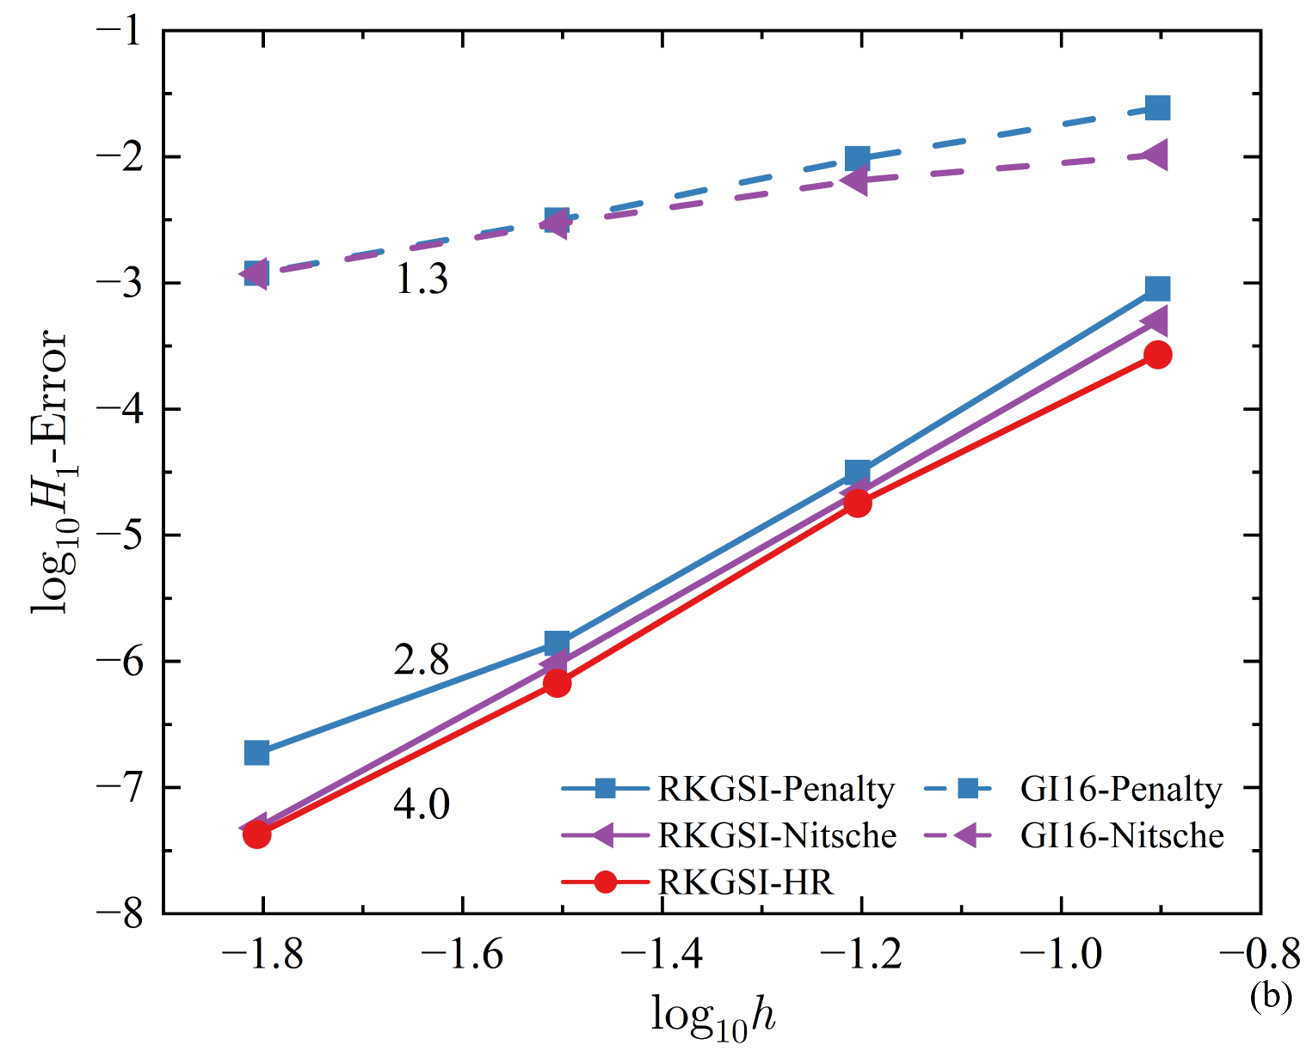 −1
−2
−3
−4
−5
−6
−7
−8
log₁₀H₁-Error
1.3
2.8
4.0
RKGSI-Penalty
GI16-Penalty
RKGSI-Nitsche
GI16-Nitsche
RKGSI-HR
−1.8 −1.6 −1.4 −1.2 −1.0 −0.8
(b)
log₁₀h